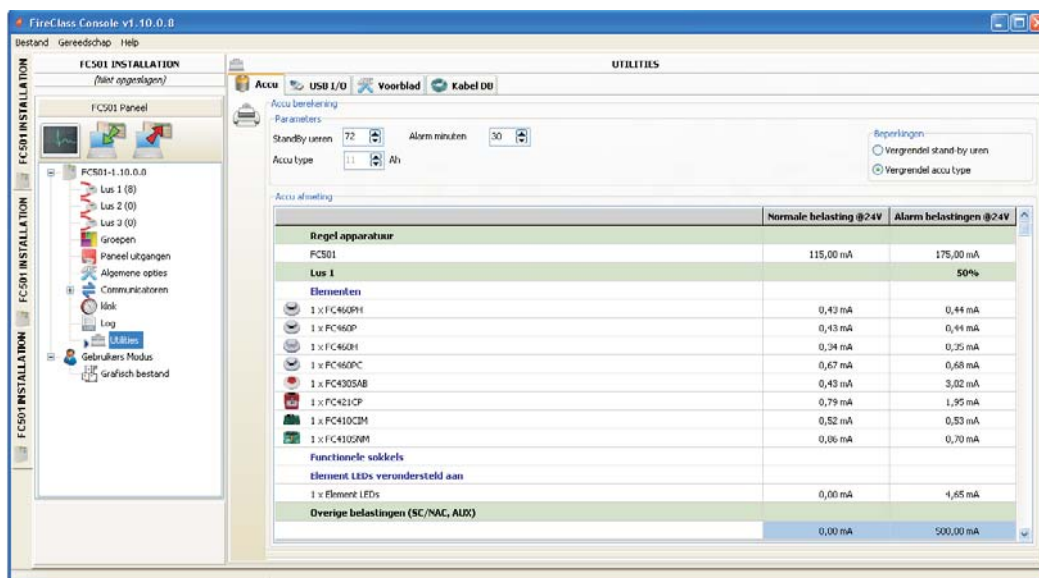 FireClass Console v1.10.0.8
Bestand Gereedschap Help
FC501 INSTALLATION
FC501 INSTALLATION
FC501 INSTALLATION
FC501 INSTALLATION
(Niet opgeslagen)
FC501 Paneel
FC501-1.10.0.0
Lus 1 (8)
Lus 2 (0)
Lus 3 (0)
Groepen
Paneel uitgangen
Algemene opties
Communicatoren
klok
Log
Utilities
Gebruikers Modus
Grafisch bestand
UTILITIES
Accu USB I/O Voorblad Kabel DB
Accu berekening
Parameters
StandBy ueren 72 Alarm minuten 30
Accu type 11 Ah
Beperkingen
Vergrendel stand-by uren
Vergrendel accu type
Accu afmeting
Normale belasting @24V Alarm belastingen @24V
Regel apparatuur
FC501 115,00 mA 175,00 mA
Lus 1 50%
Elementen
1 x FC460PH 0,43 mA 0,44 mA
1 x FC460P 0,43 mA 0,44 mA
1 x FC460H 0,34 mA 0,35 mA
1 x FC460PC 0,67 mA 0,68 mA
1 x FC430SAB 0,43 mA 3,02 mA
1 x FC421CP 0,79 mA 1,95 mA
1 x FC410CIM 0,52 mA 0,53 mA
1 x FC410SNM 0,86 mA 0,70 mA
Functionele sokkels
Element LEDs verondersteld aan
1 x Element LEDs 0,00 mA 4,65 mA
Overige belastingen (SC/NAC, AUX)
0,00 mA 500,00 mA